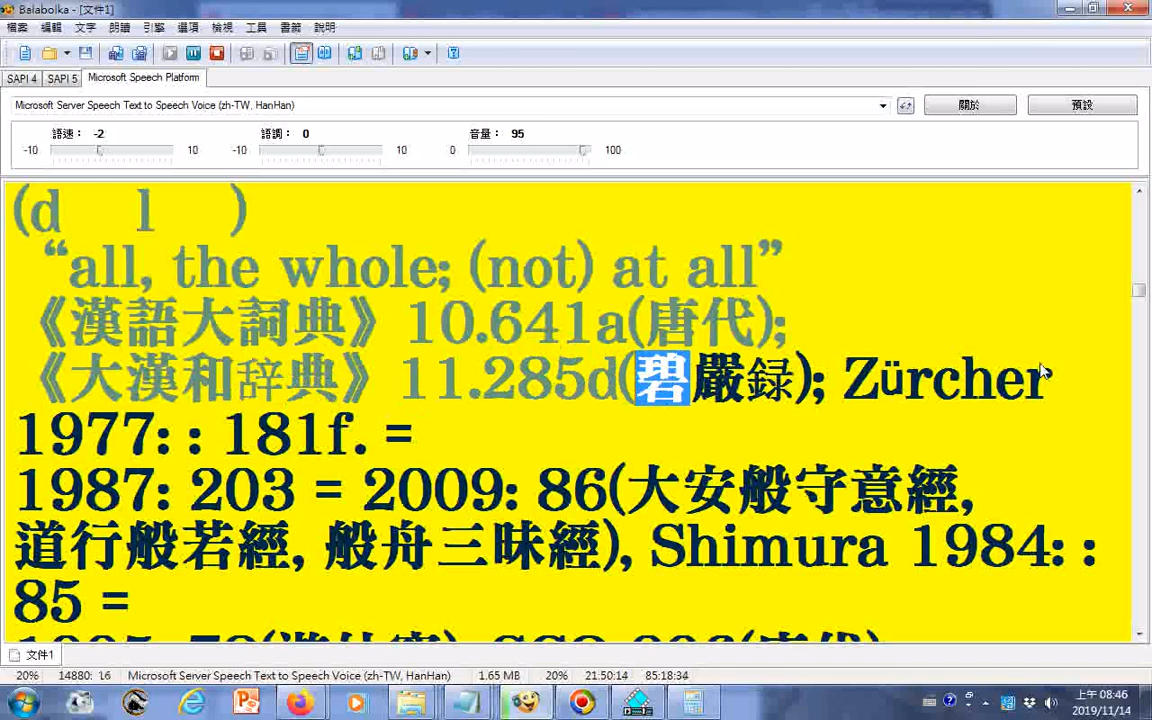 Balabolka - [文件1]
檔案 編輯 文字 朗讀 引擎 選項 檢視 工具 書籤 說明
SAPI 4 SAPI 5 Microsoft Speech Platform
Microsoft Server Speech Text to Speech Voice (zh-TW, HanHan) 關於 預設
語速： -2 語調： 0 音量： 95
-10 10 -10 10 0 100
(d l )
“all, the whole; (not) at all”
《漢語大詞典》 10.641a(唐代);
《大漢和辞典》 11.285d(碧嚴録); Zürcher
1977: : 181f. =
1987: 203 = 2009: 86(大安般守意經,
道行般若經, 般舟三昧經), Shimura 1984: :
85 =
文件1
20% 14880: 16 Microsoft Server Speech Text to Speech Voice (zh-TW, HanHan) 1.65 MB 20% 21:50:14 85:18:34
上午 08:46
2019/11/14